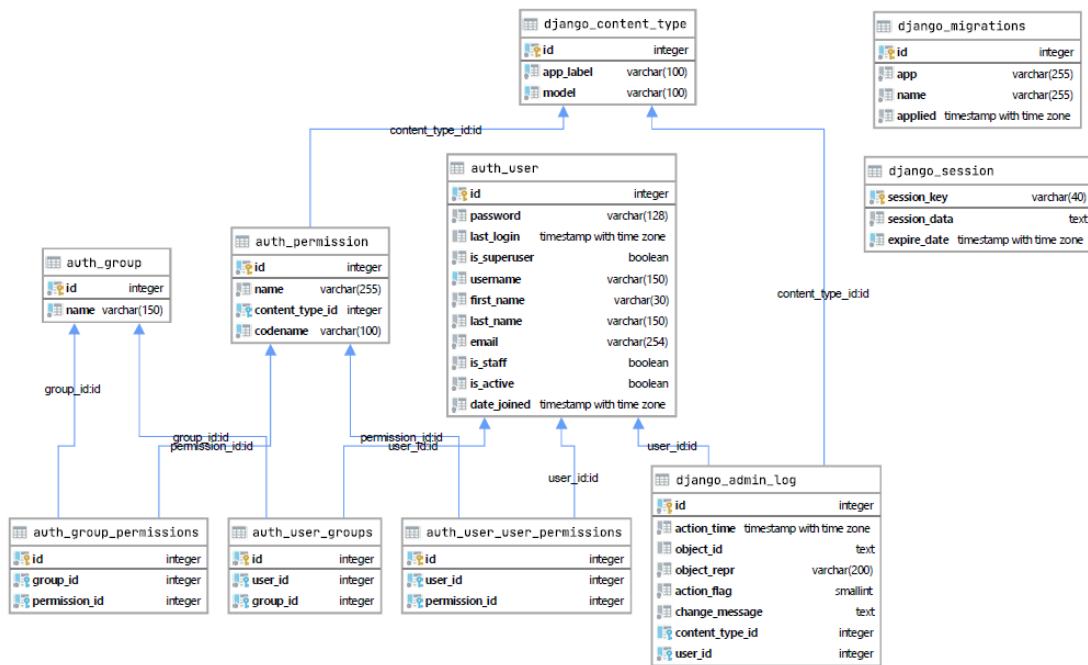 django_content_type
id integer
app_label varchar(100)
model varchar(100)
django_migrations
id integer
app varchar(255)
name varchar(255)
applied timestamp with time zone
content_type_id:id
auth_user
id integer
password varchar(128)
last_login timestamp with time zone
is_superuser boolean
username varchar(150)
first_name varchar(30)
last_name varchar(150)
email varchar(254)
is_staff boolean
is_active boolean
date_joined timestamp with time zone
django_session
session_key varchar(40)
session_data text
expire_date timestamp with time zone
auth_permission
id integer
name varchar(255)
content_type_id integer
codename varchar(100)
auth_group
id integer
name varchar(150)
content_type_id:id
group_id:id
group_id:id
permission_id:id
permission_id:id
user_id:id
user_id:id
user_id:id
auth_group_permissions
id integer
group_id integer
permission_id integer
auth_user_groups
id integer
user_id integer
group_id integer
auth_user_user_permissions
id integer
user_id integer
permission_id integer
django_admin_log
id integer
action_time timestamp with time zone
object_id text
object_repr varchar(200)
action_flag smallint
change_message text
content_type_id integer
user_id integer